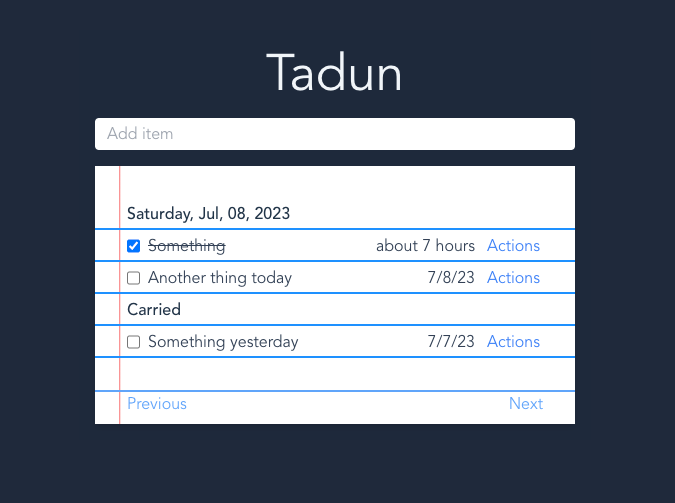 Tadun
Add item
Saturday, Jul, 08, 2023
Something about 7 hours Actions
Another thing today 7/8/23 Actions
Carried
Something yesterday 7/7/23 Actions
Previous Next